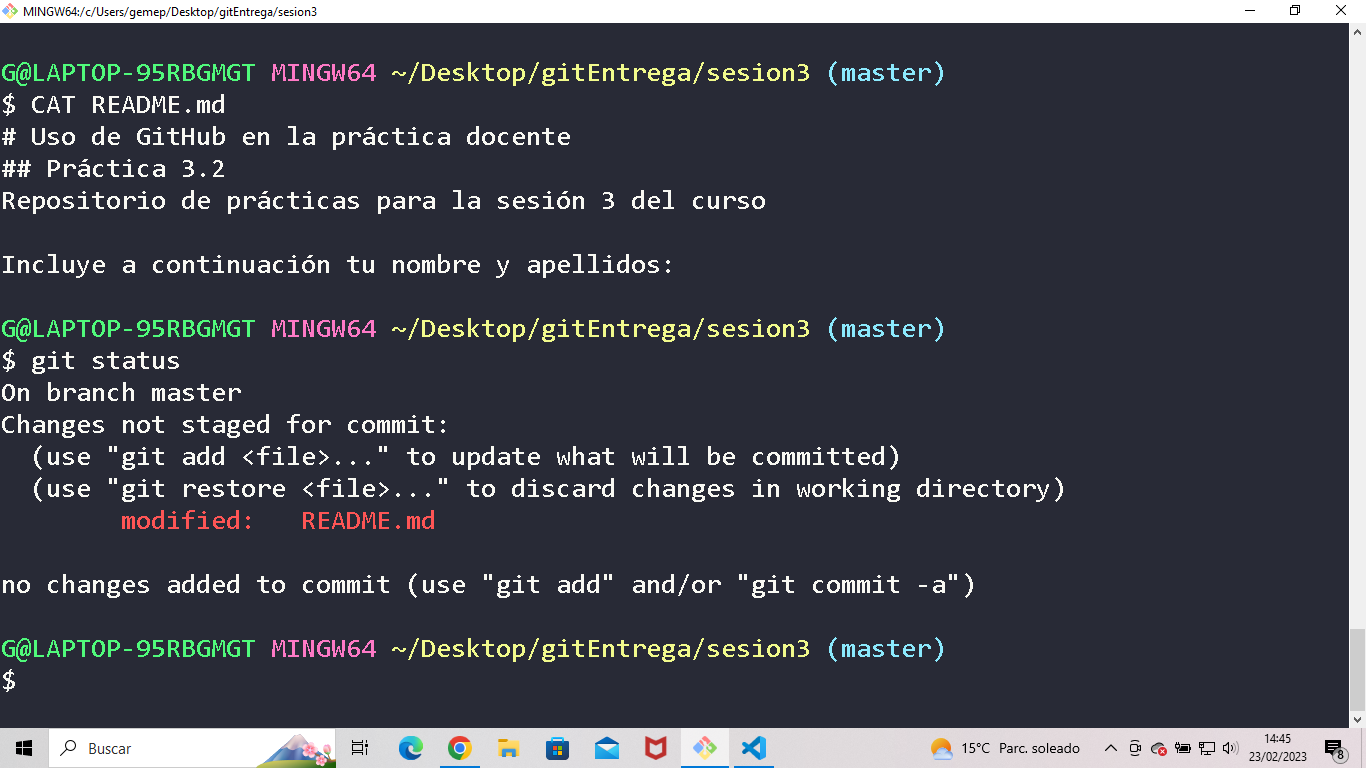 MINGW64:/c/Users/gemep/Desktop/gitEntrega/sesion3
G@LAPTOP-95RBGMGT MINGW64 ~/Desktop/gitEntrega/sesion3 (master)
$ CAT README.md
# Uso de GitHub en la práctica docente
## Práctica 3.2
Repositorio de prácticas para la sesión 3 del curso
Incluye a continuación tu nombre y apellidos:
G@LAPTOP-95RBGMGT MINGW64 ~/Desktop/gitEntrega/sesion3 (master)
$ git status
On branch master
Changes not staged for commit:
  (use "git add <file>..." to update what will be committed)
  (use "git restore <file>..." to discard changes in working directory)
        modified:   README.md
no changes added to commit (use "git add" and/or "git commit -a")
G@LAPTOP-95RBGMGT MINGW64 ~/Desktop/gitEntrega/sesion3 (master)
$
Buscar
15°C Parc. soleado
14:45
23/02/2023
8